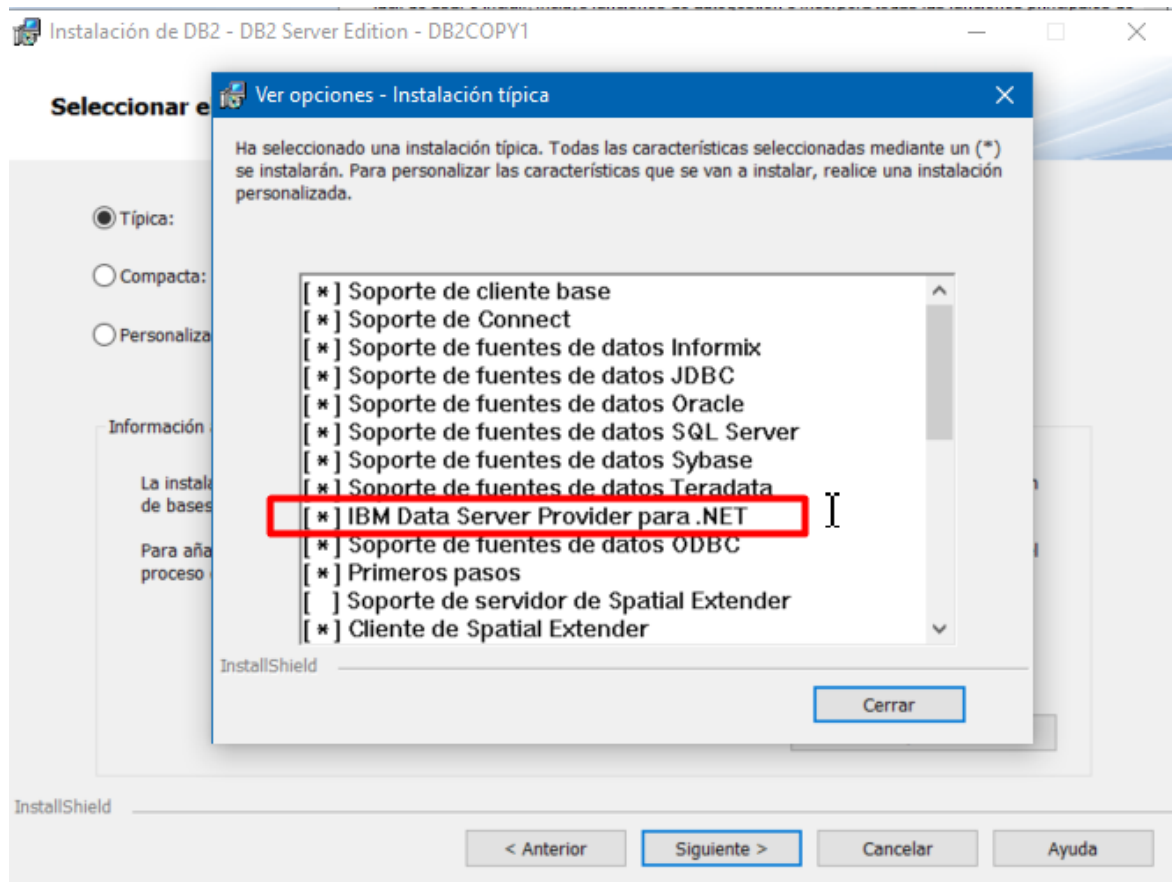 Instalación de DB2 - DB2 Server Edition - DB2COPY1
Seleccionar e
Ver opciones - Instalación típica
Ha seleccionado una instalación típica. Todas las características seleccionadas mediante un (*)
se instalarán. Para personalizar las características que se van a instalar, realice una instalación
personalizada.
Típica:
Compacta:
Personaliza
[ * ] Soporte de cliente base
[ * ] Soporte de Connect
[ * ] Soporte de fuentes de datos Informix
[ * ] Soporte de fuentes de datos JDBC
[ * ] Soporte de fuentes de datos Oracle
[ * ] Soporte de fuentes de datos SQL Server
[ * ] Soporte de fuentes de datos Sybase
[ * ] Soporte de fuentes de datos Teradata
[ * ] IBM Data Server Provider para .NET
[ * ] Soporte de fuentes de datos ODBC
[ * ] Primeros pasos
[   ] Soporte de servidor de Spatial Extender
[ * ] Cliente de Spatial Extender
Información
La instala
de bases
Para aña
proceso
InstallShield
Cerrar
InstallShield
< Anterior
Siguiente >
Cancelar
Ayuda